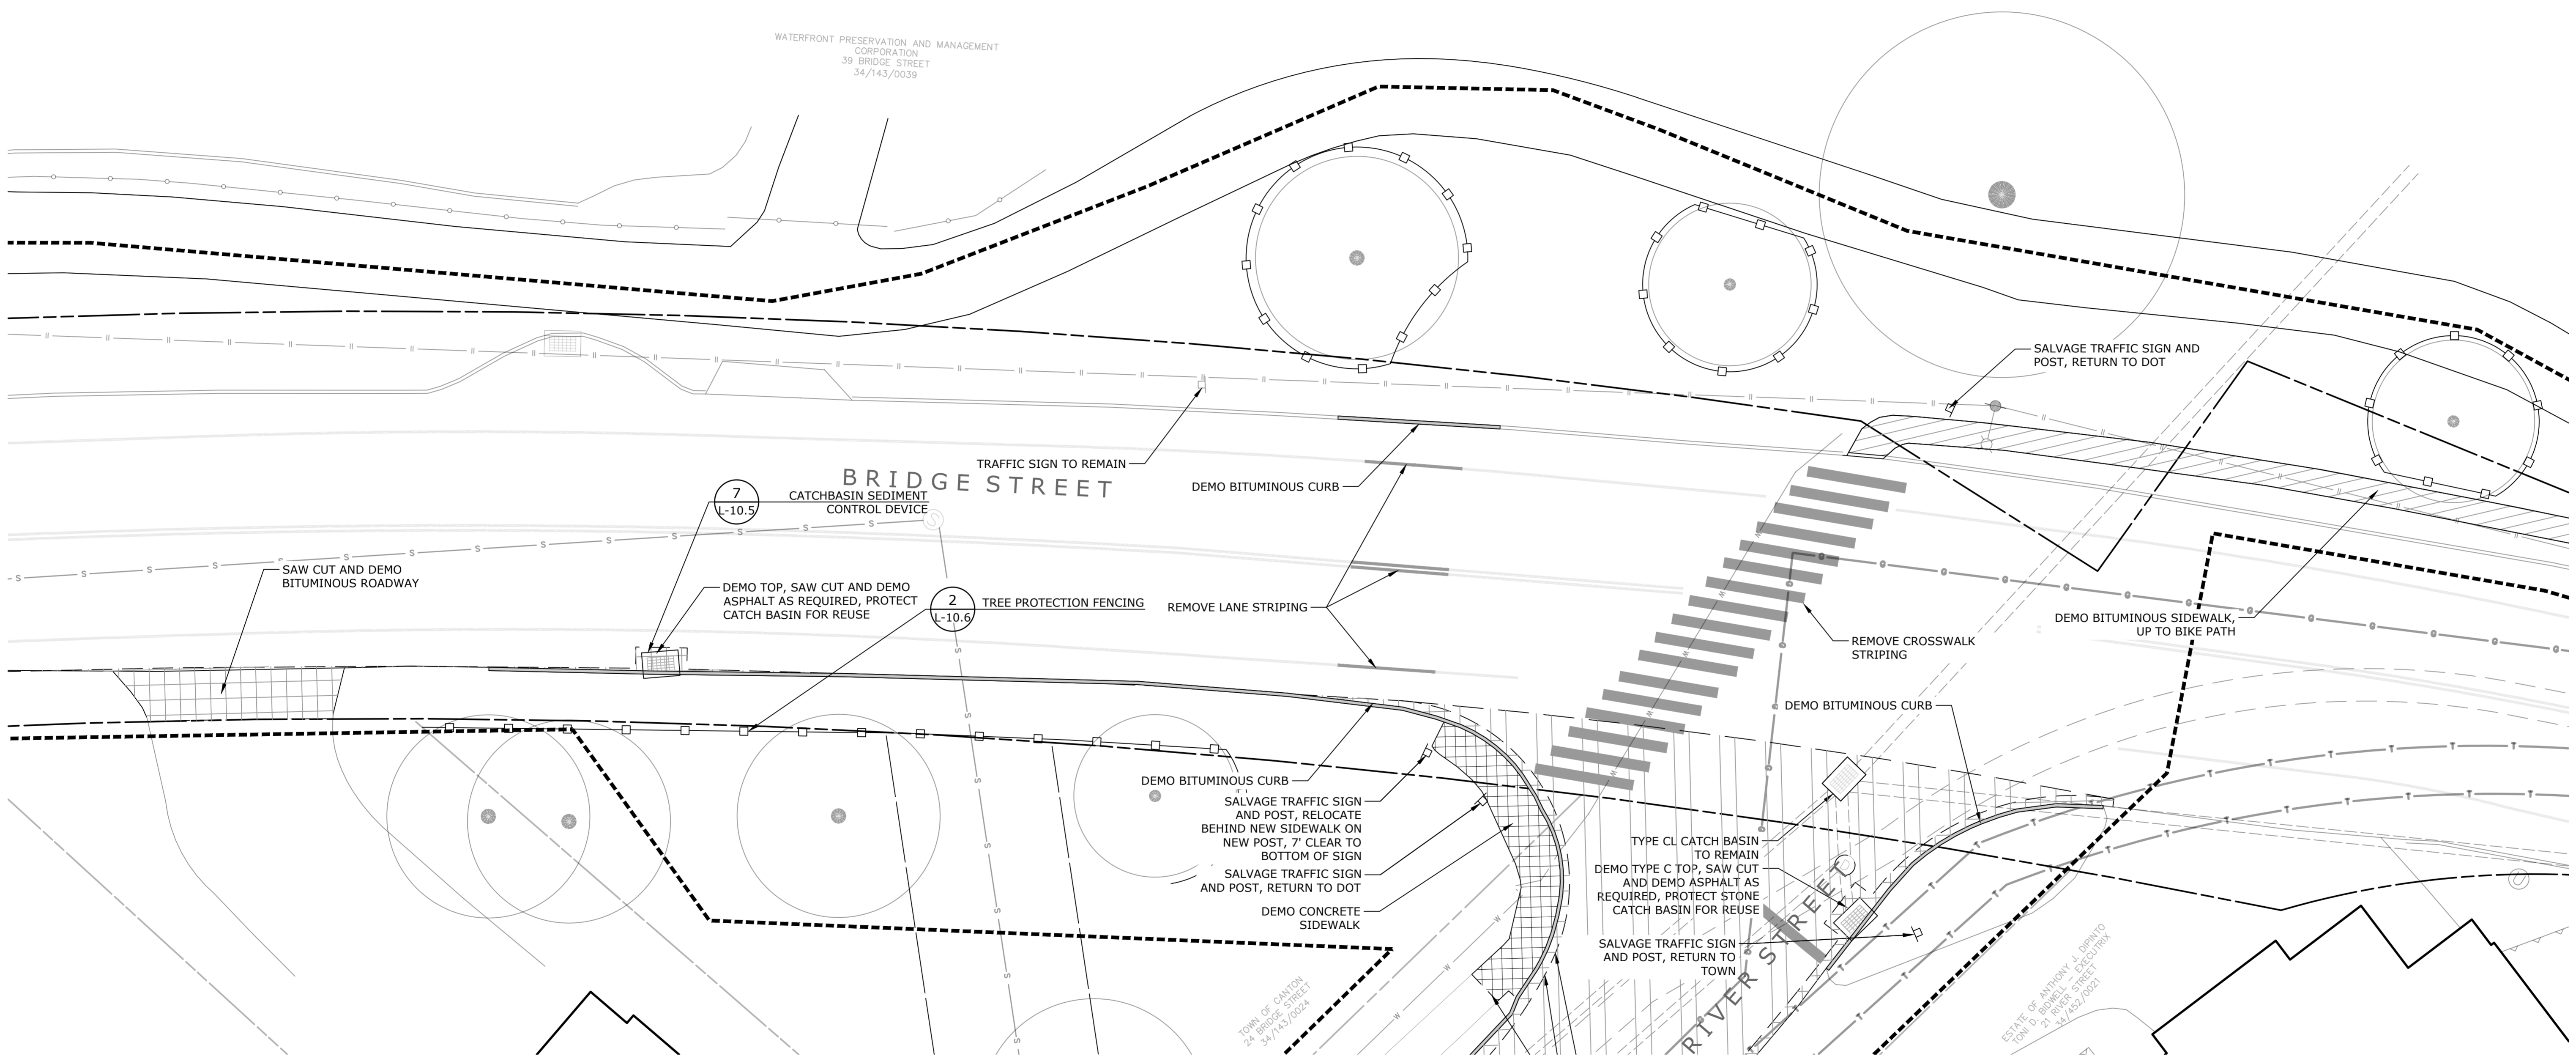 WATERFRONT PRESERVATION AND MANAGEMENT
CORPORATION
39 BRIDGE STREET
34/143/0039
SALVAGE TRAFFIC SIGN AND
POST, RETURN TO DOT
TRAFFIC SIGN TO REMAIN
BRIDGE STREET
DEMO BITUMINOUS CURB
7
L-10.5
CATCHBASIN SEDIMENT
CONTROL DEVICE
SAW CUT AND DEMO
BITUMINOUS ROADWAY
DEMO TOP, SAW CUT AND DEMO
ASPHALT AS REQUIRED, PROTECT
CATCH BASIN FOR REUSE
2
L-10.6
TREE PROTECTION FENCING
REMOVE LANE STRIPING
REMOVE CROSSWALK
STRIPING
DEMO BITUMINOUS SIDEWALK,
UP TO BIKE PATH
DEMO BITUMINOUS CURB
DEMO BITUMINOUS CURB
SALVAGE TRAFFIC SIGN
AND POST, RELOCATE
BEHIND NEW SIDEWALK ON
NEW POST, 7' CLEAR TO
BOTTOM OF SIGN
SALVAGE TRAFFIC SIGN
AND POST, RETURN TO DOT
DEMO CONCRETE
SIDEWALK
TYPE CL CATCH BASIN
TO REMAIN
DEMO TYPE C TOP, SAW CUT
AND DEMO ASPHALT AS
REQUIRED, PROTECT STONE
CATCH BASIN FOR REUSE
SALVAGE TRAFFIC SIGN
AND POST, RETURN TO
TOWN
RIVER STREET
TOWN OF CANTON
24 BRIDGE STREET
34/143/0024
ESTATE OF ANTHONY J. DIPINTO
TONI D. BIDWELL - EXECUTRIX
21 RIVER STREET
34/452/0021